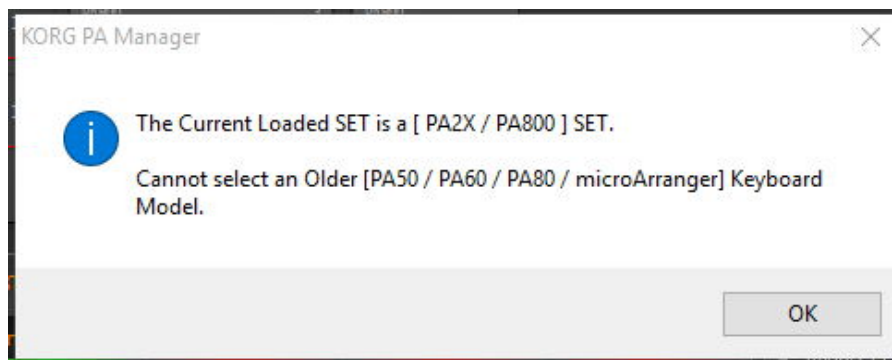 KORG PA Manager
The Current Loaded SET is a [ PA2X / PA800 ] SET.
Cannot select an Older [PA50 / PA60 / PA80 / microArranger] Keyboard
Model.
OK